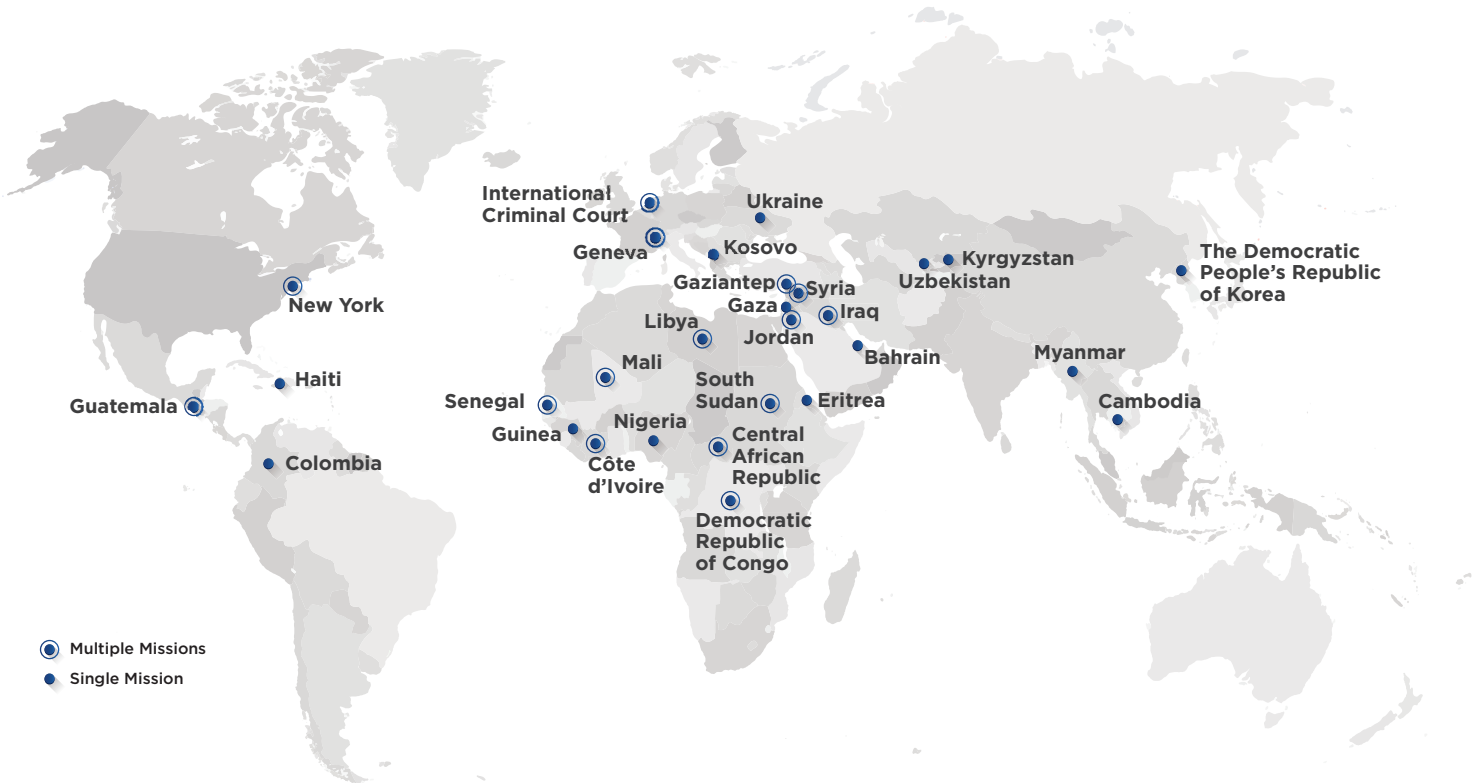 International
Criminal Court
Ukraine
Geneva
Kosovo
Kyrgyzstan
Uzbekistan
The Democratic
People’s Republic
of Korea
New York
Gaziantep
Syria
Gaza
Iraq
Jordan
Libya
Bahrain
Myanmar
Mali
Haiti
Guatemala
Senegal
South
Sudan
Eritrea
Cambodia
Guinea
Nigeria
Côte
d’Ivoire
Central
African
Republic
Colombia
Democratic
Republic
of Congo
Multiple Missions
Single Mission